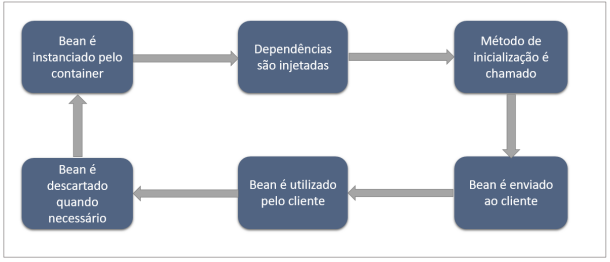 Bean é
instanciado pelo
container
Dependências
são injetadas
Método de
inicialização é
chamado
Bean é enviado
ao cliente
Bean é utilizado
pelo cliente
Bean é
descartado
quando
necessário